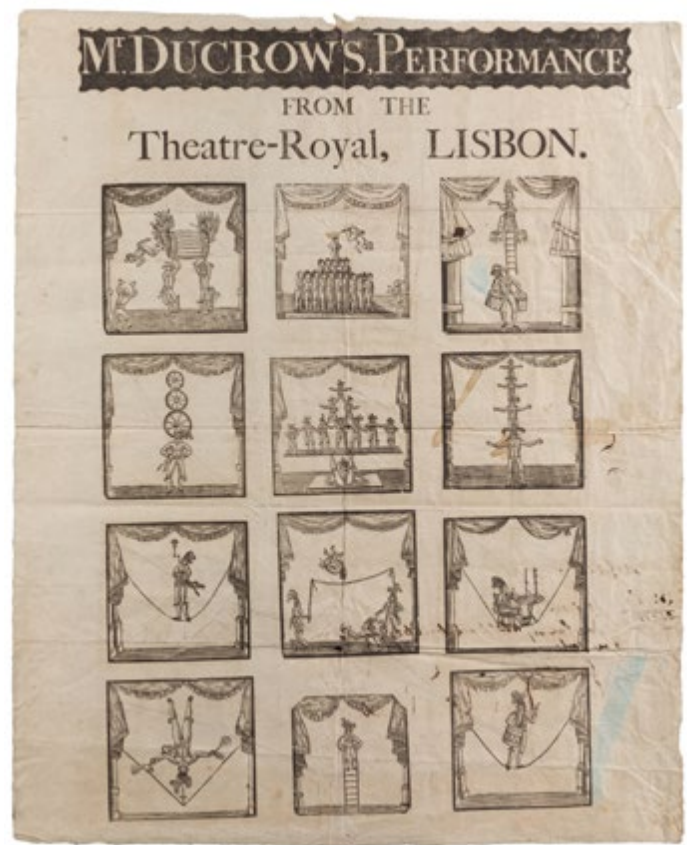 Mr. DUCROW'S, PERFORMANCE
FROM THE
Theatre-Royal, LISBON.